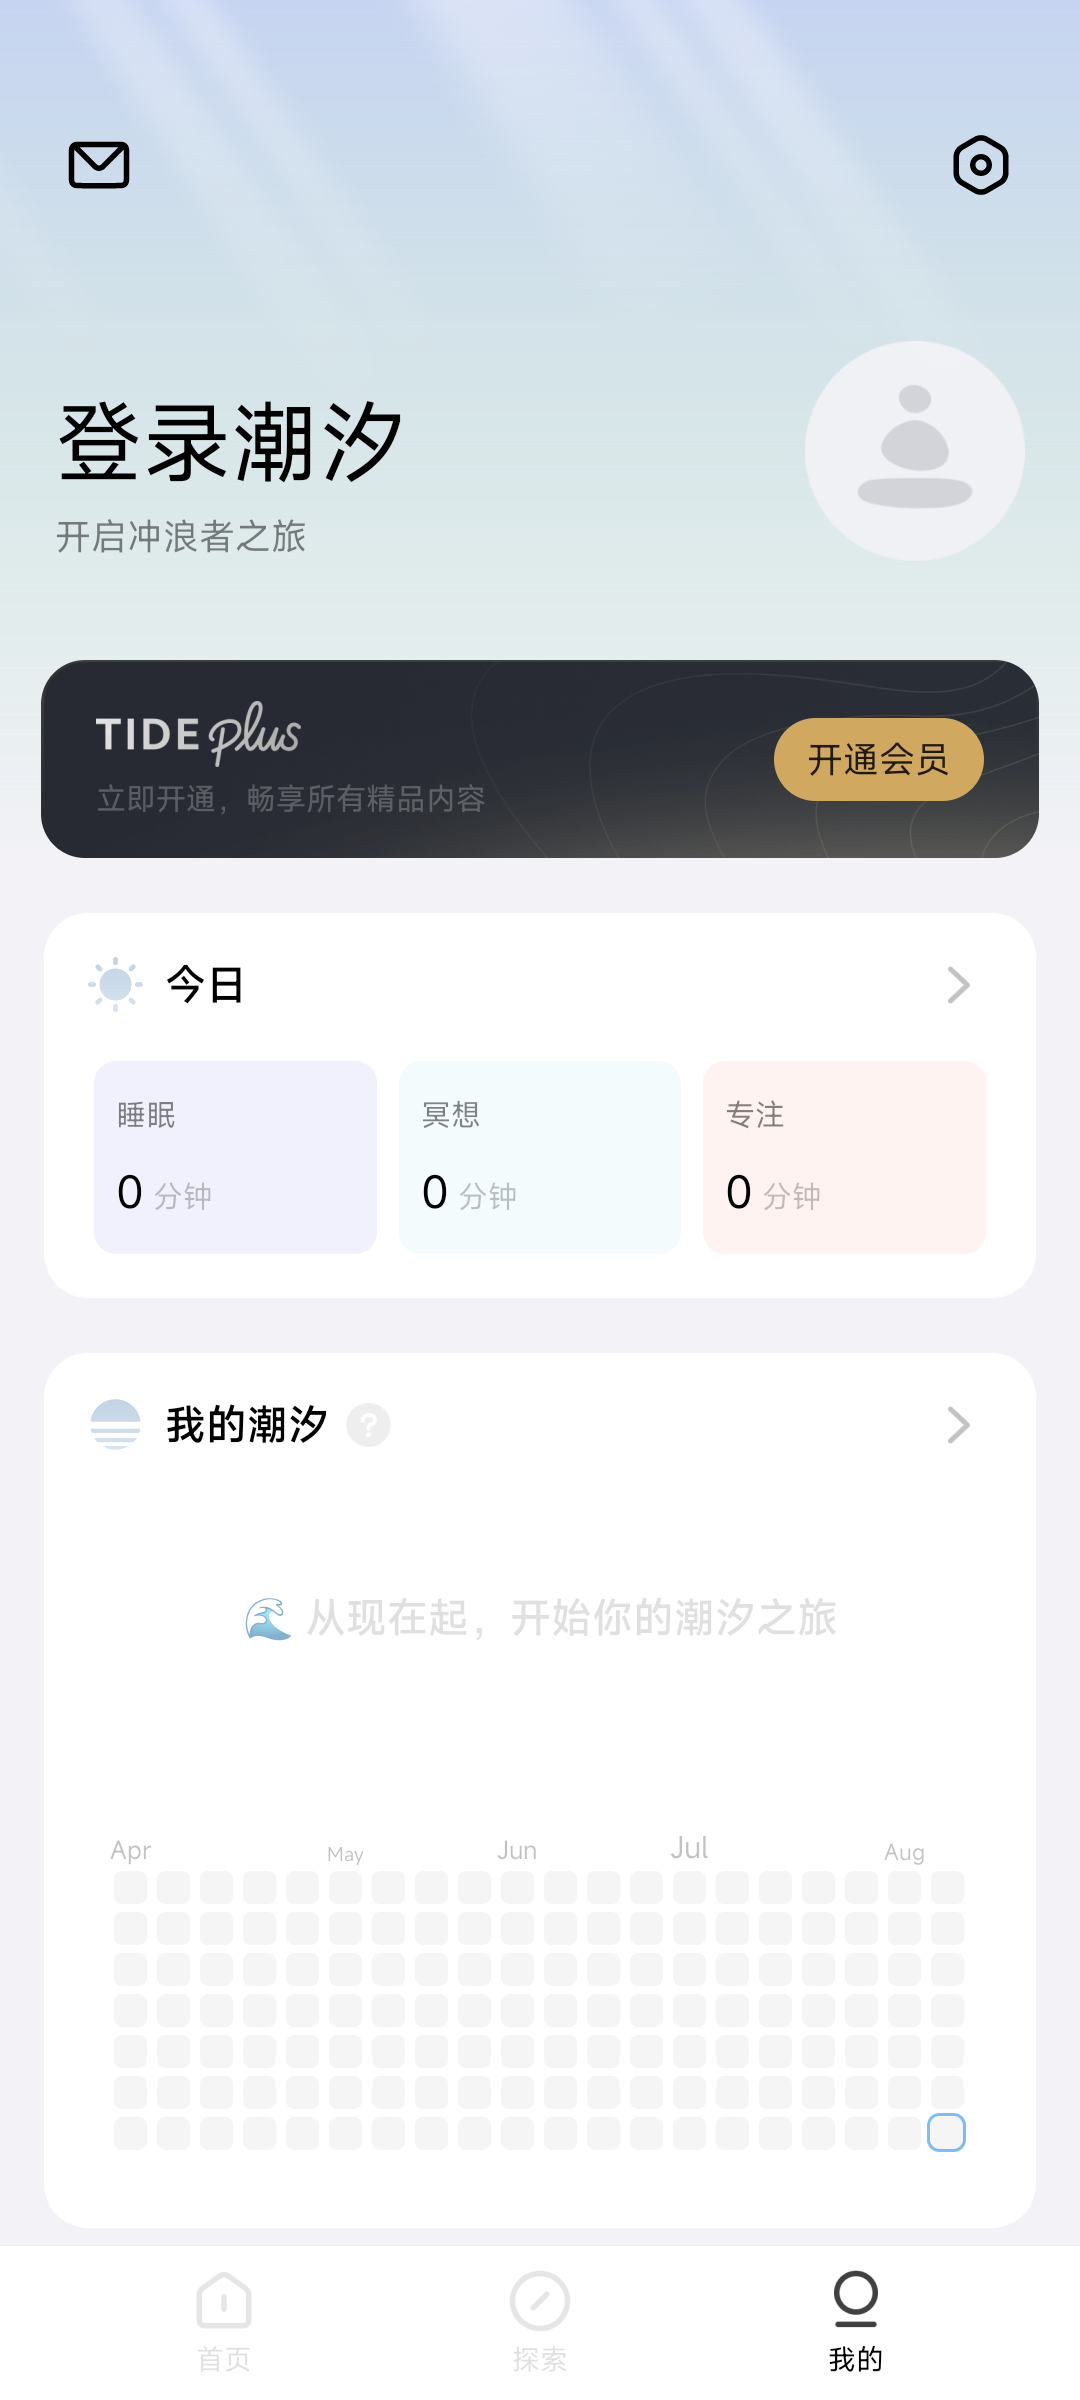 登录潮汐
开启冲浪者之旅
TIDE plus
立即开通，畅享所有精品内容
开通会员
今日
睡眠
0 分钟
冥想
0 分钟
专注
0 分钟
我的潮汐 ?
🌊 从现在起，开始你的潮汐之旅
Apr May Jun Jul Aug
首页 探索 我的